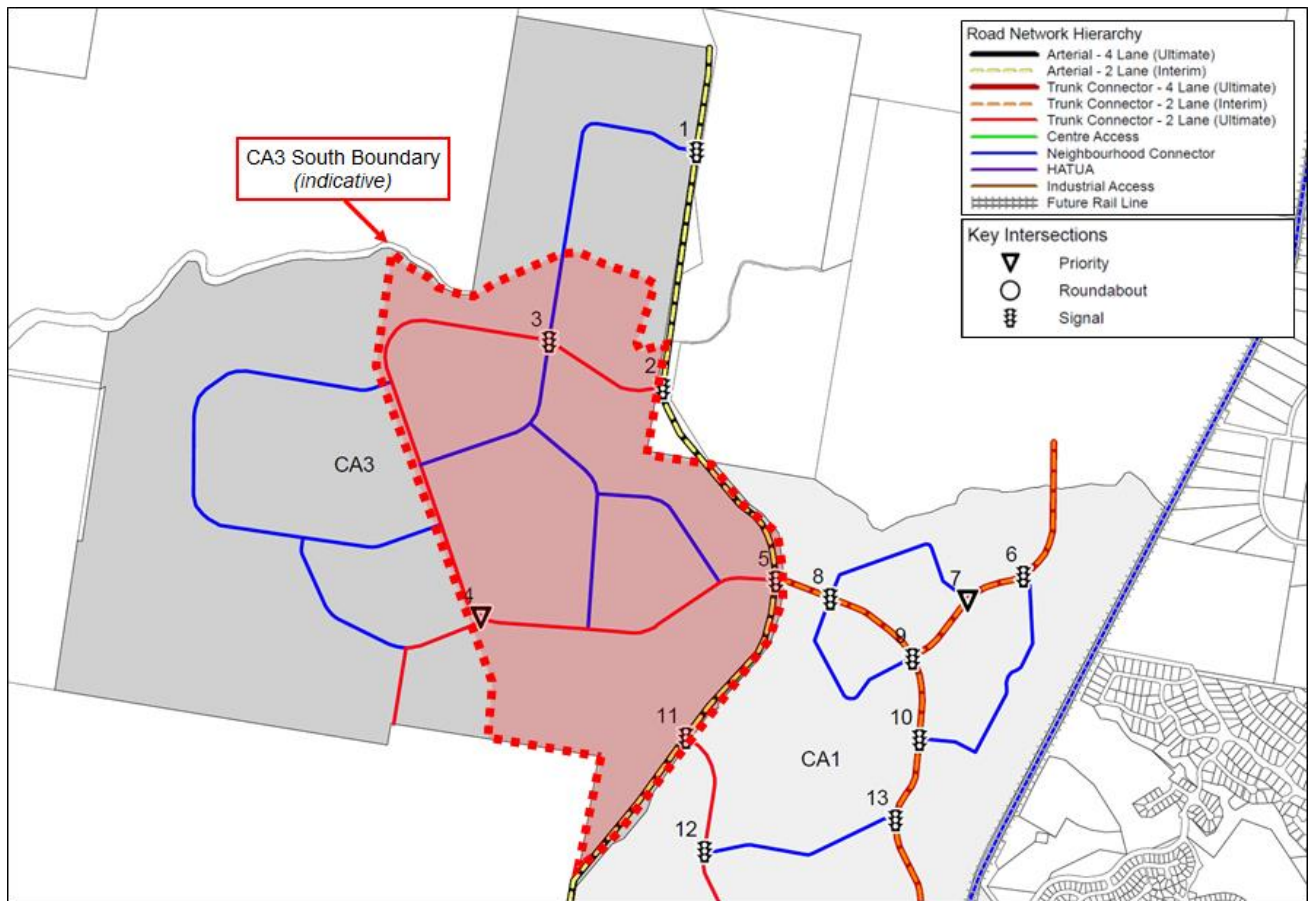 Road Network Hierarchy
Arterial - 4 Lane (Ultimate)
Arterial - 2 Lane (Interim)
Trunk Connector - 4 Lane (Ultimate)
Trunk Connector - 2 Lane (Interim)
Trunk Connector - 2 Lane (Ultimate)
Centre Access
Neighbourhood Connector
HATUA
Industrial Access
Future Rail Line
Key Intersections
Priority
Roundabout
Signal
CA3 South Boundary
(indicative)
1
3
2
CA3
4
5
8
7
6
9
10
11
CA1
13
12